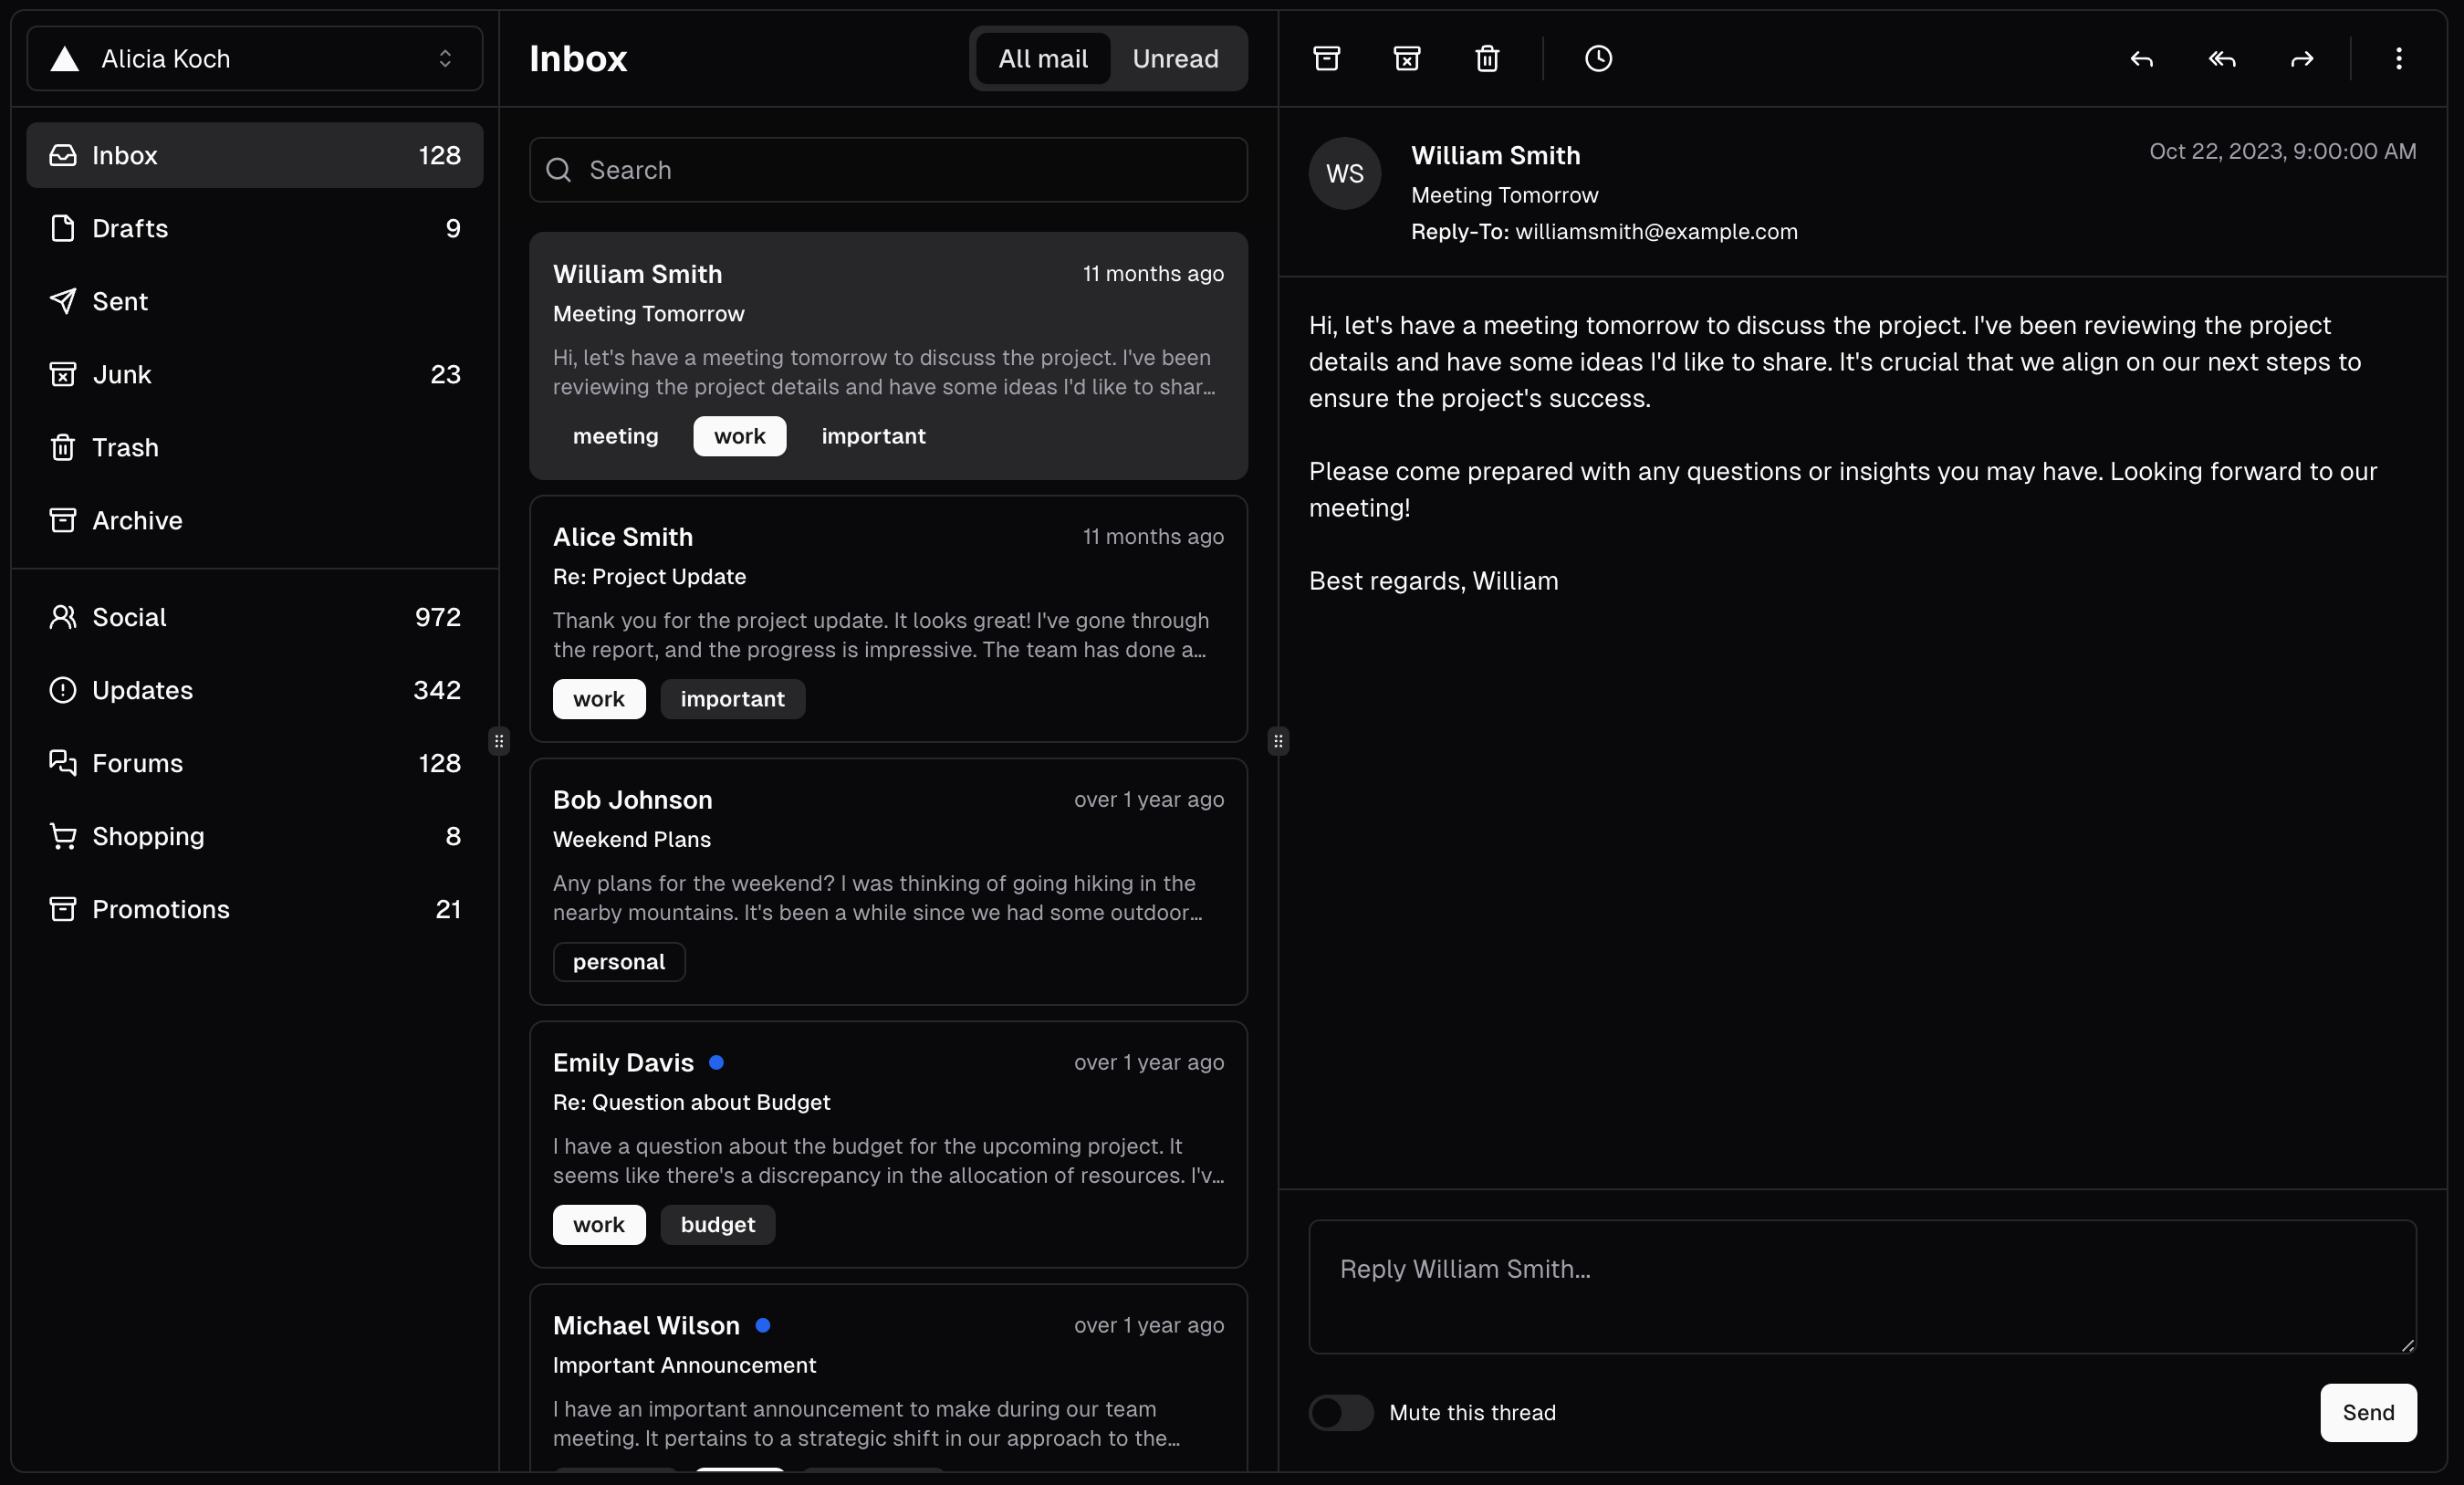 Alicia Koch
Inbox 128
Drafts 9
Sent
Junk 23
Trash
Archive
Social 972
Updates 342
Forums 128
Shopping 8
Promotions 21
Inbox
All mail Unread
Search
William Smith 11 months ago
Meeting Tomorrow
Hi, let's have a meeting tomorrow to discuss the project. I've been
reviewing the project details and have some ideas I'd like to shar…
meeting work important
Alice Smith 11 months ago
Re: Project Update
Thank you for the project update. It looks great! I've gone through
the report, and the progress is impressive. The team has done a…
work important
Bob Johnson over 1 year ago
Weekend Plans
Any plans for the weekend? I was thinking of going hiking in the
nearby mountains. It's been a while since we had some outdoor…
personal
Emily Davis over 1 year ago
Re: Question about Budget
I have a question about the budget for the upcoming project. It
seems like there's a discrepancy in the allocation of resources. I'v…
work budget
Michael Wilson over 1 year ago
Important Announcement
I have an important announcement to make during our team
meeting. It pertains to a strategic shift in our approach to the…
WS
William Smith Oct 22, 2023, 9:00:00 AM
Meeting Tomorrow
Reply-To: williamsmith@example.com
Hi, let's have a meeting tomorrow to discuss the project. I've been reviewing the project
details and have some ideas I'd like to share. It's crucial that we align on our next steps to
ensure the project's success.
Please come prepared with any questions or insights you may have. Looking forward to our
meeting!
Best regards, William
Reply William Smith...
Mute this thread Send